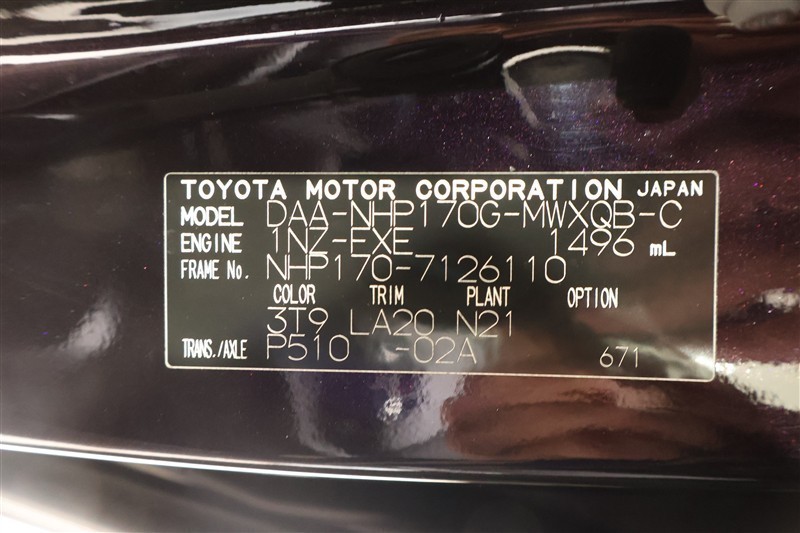 TOYOTA MOTOR CORPORATION JAPAN
MODEL DAA-NHP170G-MWXQB-C
ENGINE 1NZ-FXE 1496 mL
FRAME No. NHP170-7126110
COLOR TRIM PLANT OPTION
3T9 LA20 N21
TRANS./AXLE P510 -02A 671